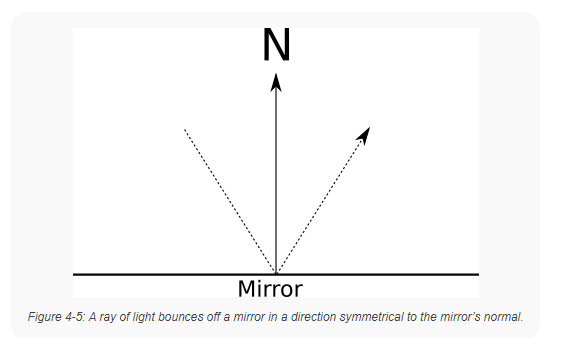 N
Mirror
Figure 4-5: A ray of light bounces off a mirror in a direction symmetrical to the mirror’s normal.